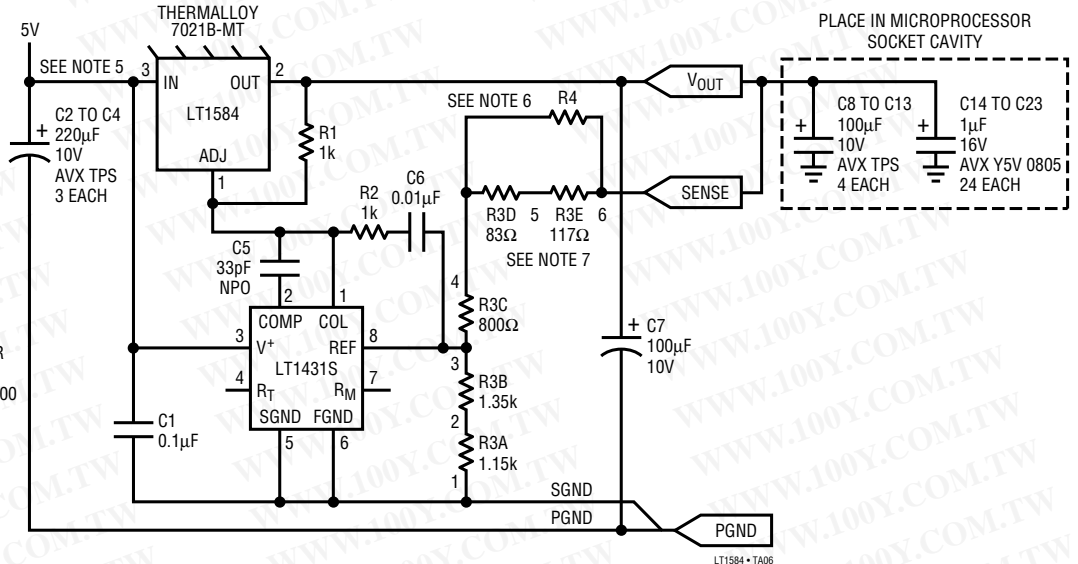 THERMALLOY
7021B-MT
PLACE IN MICROPROCESSOR
SOCKET CAVITY
5V
SEE NOTE 5
3
IN
OUT
2
LT1584
ADJ
1
C2 TO C4
220µF
10V
AVX TPS
3 EACH
+
R1
1k
SEE NOTE 6
R4
VOUT
SENSE
C8 TO C13
100µF
10V
AVX TPS
4 EACH
+
C14 TO C23
1µF
16V
AVX Y5V 0805
24 EACH
+
R2
1k
C6
0.01µF
R3D
83Ω
5
R3E
117Ω
6
SEE NOTE 7
C5
33pF
NPO
2
1
4
R3C
800Ω
COMP
COL
3
V+
REF
8
LT1431S
4
RT
RM
7
SGND
FGND
5
6
3
R3B
1.35k
2
R3A
1.15k
1
+
C7
100µF
10V
R
00
C1
0.1µF
SGND
PGND
PGND
LT1584 • TA06
WWW.100Y.COM.TW